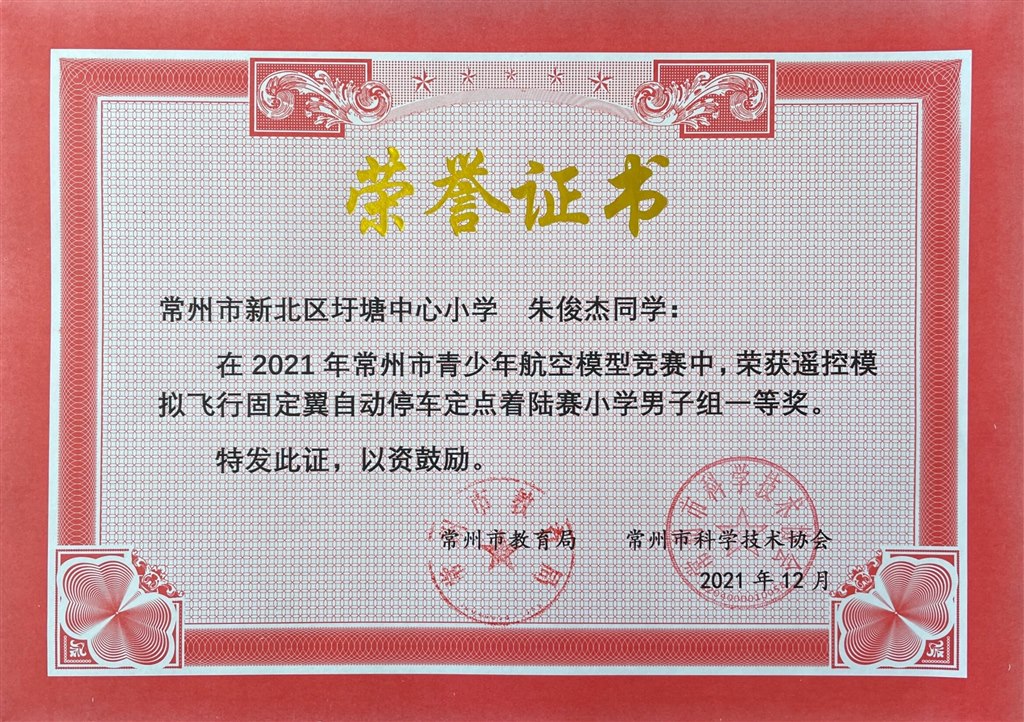 荣誉证书
常州市新北区圩塘中心小学　朱俊杰同学:
在 2021 年常州市青少年航空模型竞赛中,荣获遥控模
拟飞行固定翼自动停车定点着陆赛小学男子组一等奖。
特发此证，以资鼓励。
常州市教育局　常州市科学技术协会
2021 年 12 月